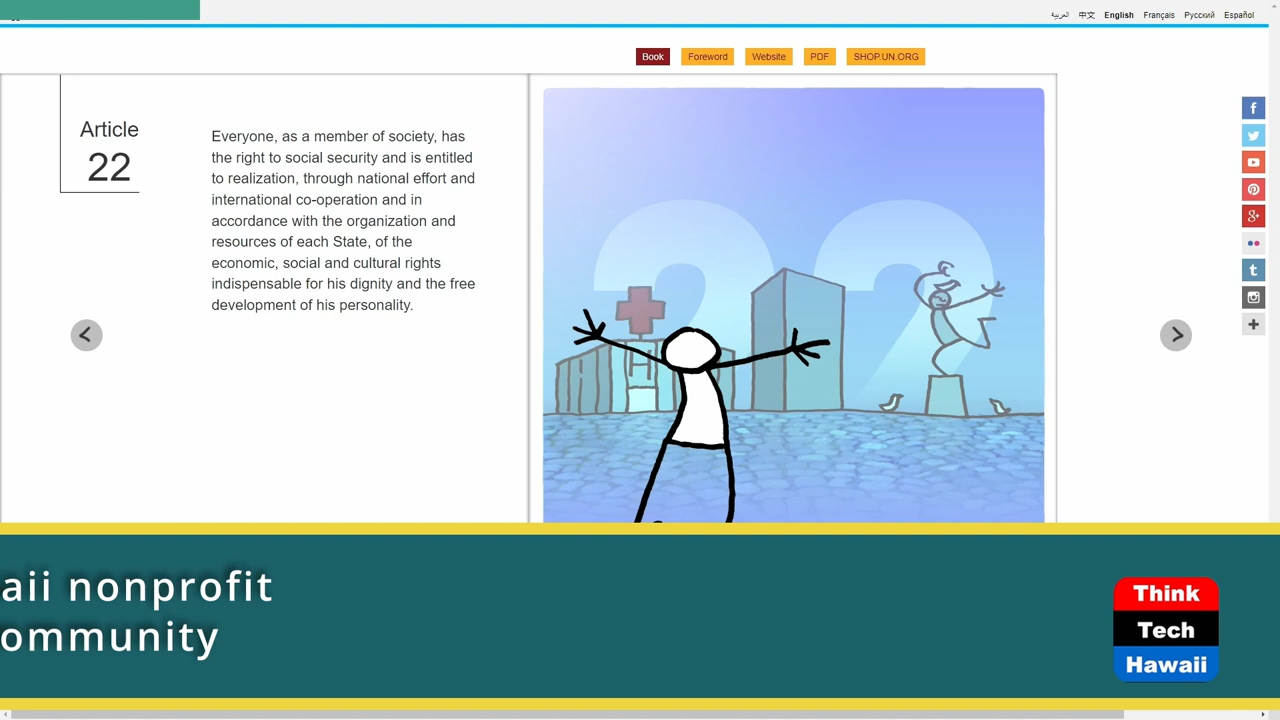 العربية 中文 English Français Русский Español
Book Foreword Website PDF SHOP.UN.ORG
Article
22
Everyone, as a member of society, has
the right to social security and is entitled
to realization, through national effort and
international co-operation and in
accordance with the organization and
resources of each State, of the
economic, social and cultural rights
indispensable for his dignity and the free
development of his personality.
22
H
aii nonprofit
ommunity
Think
Tech
Hawaii